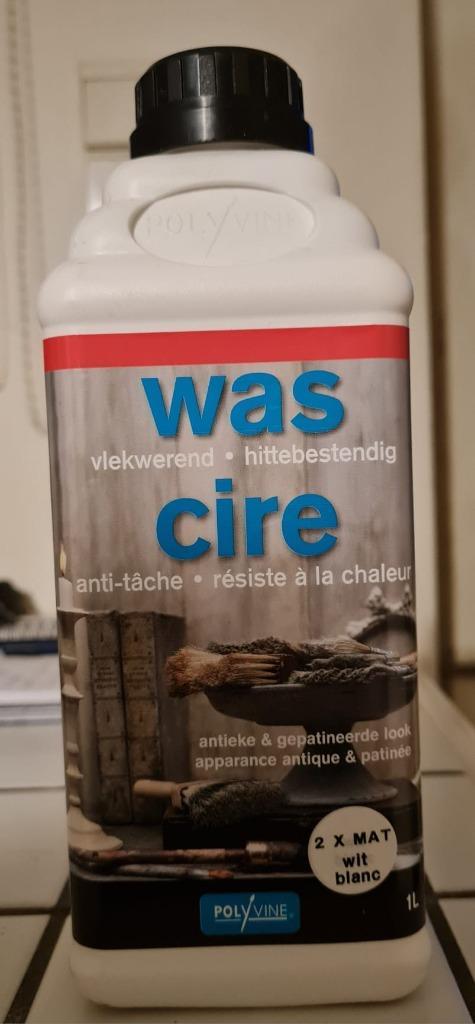 POLYVINE
was
vlekwerend • hittebestendig
cire
anti-tâche • résiste à la chaleur
antieke & gepatineerde look
apparance antique & patinée
2 X MAT
wit
blanc
POLYVINE®
1L